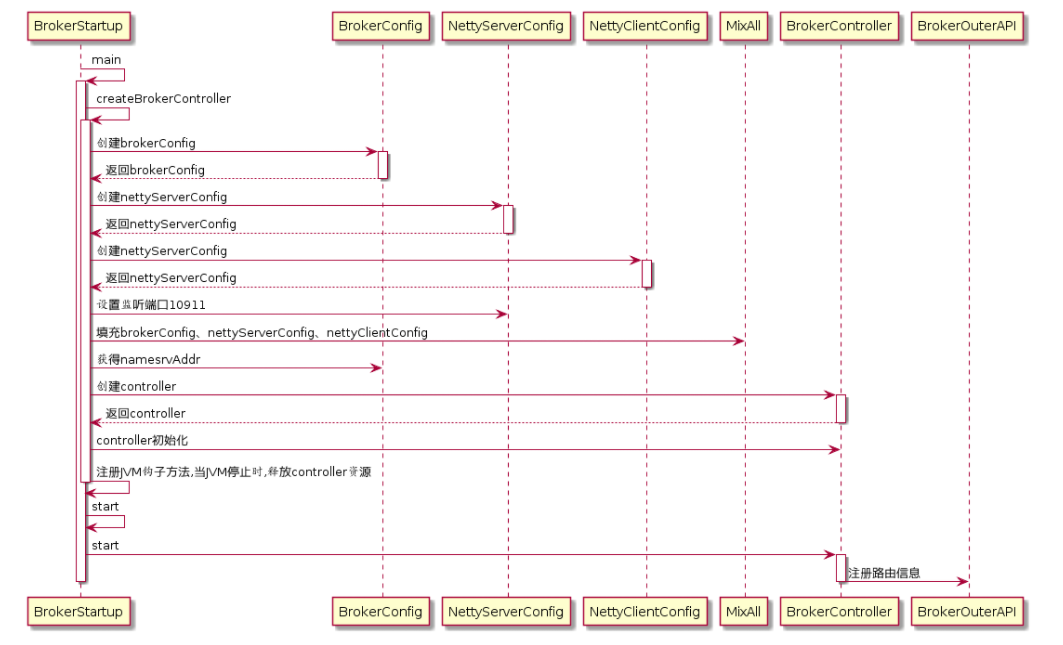 BrokerStartup BrokerConfig NettyServerConfig NettyClientConfig MixAll BrokerController BrokerOuterAPI
main
createBrokerController
创建brokerConfig
返回brokerConfig
创建nettyServerConfig
返回nettyServerConfig
创建nettyServerConfig
返回nettyServerConfig
设置监听端口10911
填充brokerConfig、nettyServerConfig、nettyClientConfig
获得namesrvAddr
创建controller
返回controller
controller初始化
注册JVM钩子方法,当JVM停止时,释放controller资源
start
start
注册路由信息
BrokerStartup BrokerConfig NettyServerConfig NettyClientConfig MixAll BrokerController BrokerOuterAPI